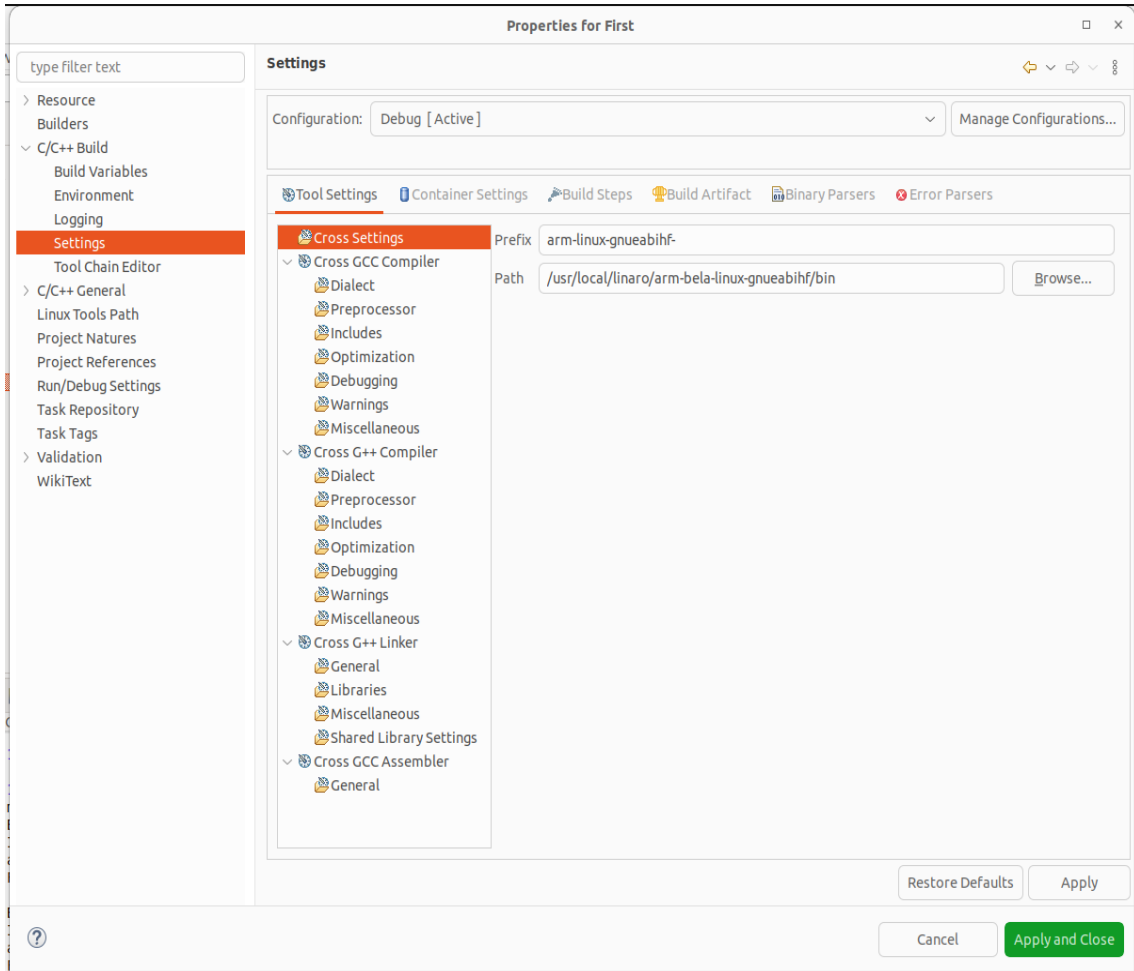 Properties for First
type filter text
Resource
Builders
C/C++ Build
Build Variables
Environment
Logging
Settings
Tool Chain Editor
C/C++ General
Linux Tools Path
Project Natures
Project References
Run/Debug Settings
Task Repository
Task Tags
Validation
WikiText
Settings
Configuration: Debug [ Active ] Manage Configurations...
Tool Settings Container Settings Build Steps Build Artifact Binary Parsers Error Parsers
Cross Settings
Cross GCC Compiler
Dialect
Preprocessor
Includes
Optimization
Debugging
Warnings
Miscellaneous
Cross G++ Compiler
Dialect
Preprocessor
Includes
Optimization
Debugging
Warnings
Miscellaneous
Cross G++ Linker
General
Libraries
Miscellaneous
Shared Library Settings
Cross GCC Assembler
General
Prefix arm-linux-gnueabihf-
Path /usr/local/linaro/arm-bela-linux-gnueabihf/bin Browse...
Restore Defaults Apply
Cancel Apply and Close